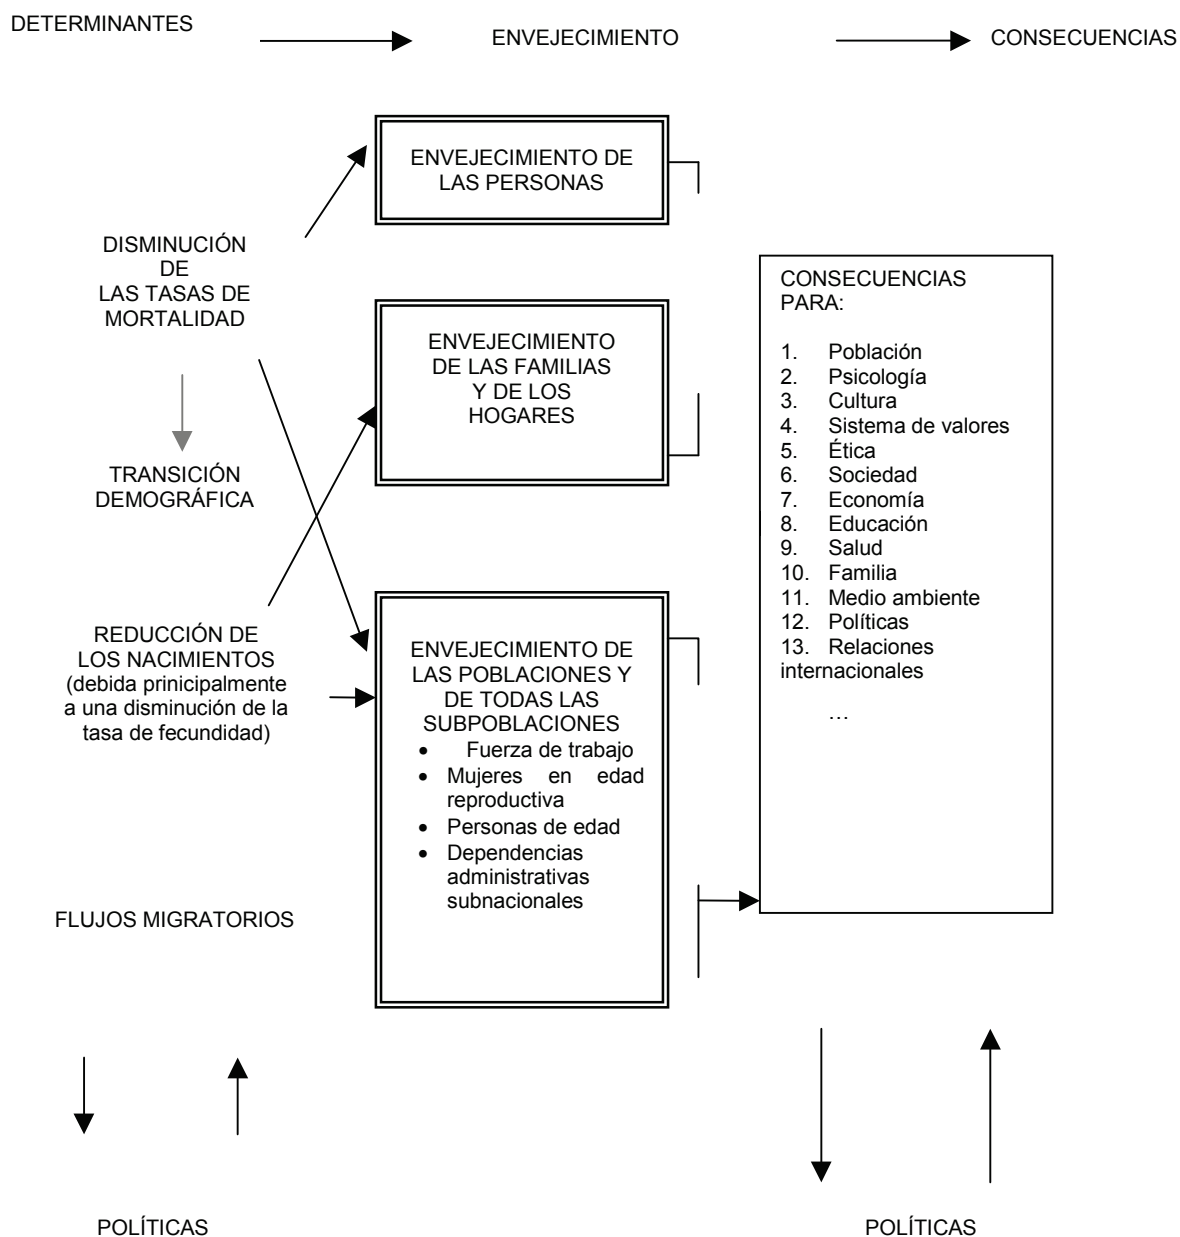 DETERMINANTES
ENVEJECIMIENTO
CONSECUENCIAS
ENVEJECIMIENTO DE
LAS PERSONAS
DISMINUCIÓN
DE
LAS TASAS DE
MORTALIDAD
TRANSICIÓN
DEMOGRÁFICA
ENVEJECIMIENTO
DE LAS FAMILIAS
Y DE LOS
HOGARES
REDUCCIÓN DE
LOS NACIMIENTOS
(debida prinicipalmente
a una disminución de la
tasa de fecundidad)
ENVEJECIMIENTO DE
LAS POBLACIONES Y
DE TODAS LAS
SUBPOBLACIONES
• Fuerza de trabajo
• Mujeres en edad
reproductiva
• Personas de edad
• Dependencias
administrativas
subnacionales
FLUJOS MIGRATORIOS
CONSECUENCIAS
PARA:
1. Población
2. Psicología
3. Cultura
4. Sistema de valores
5. Ética
6. Sociedad
7. Economía
8. Educación
9. Salud
10. Familia
11. Medio ambiente
12. Políticas
13. Relaciones
internacionales
…
POLÍTICAS
POLÍTICAS